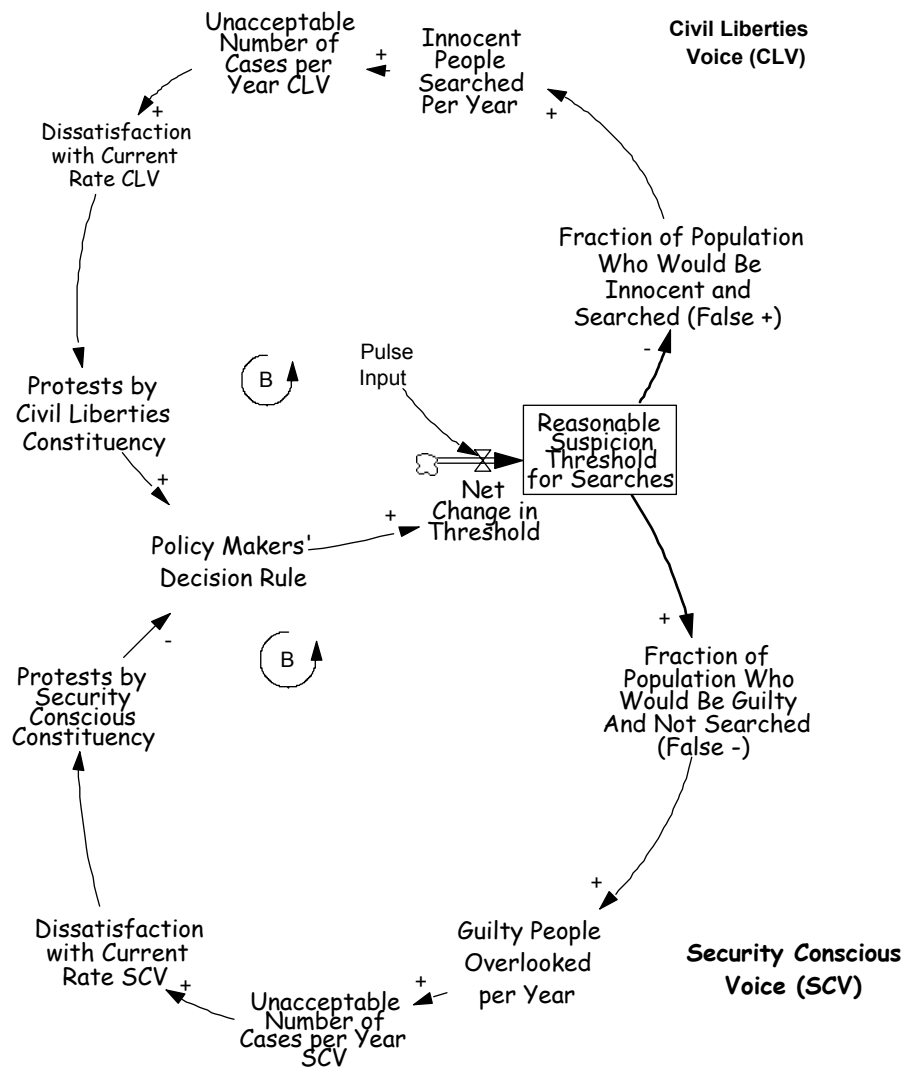 Civil Liberties
Voice (CLV)
Unacceptable
Number of
Cases per
Year CLV
+
Innocent
People
Searched
Per Year
+
+
Dissatisfaction
with Current
Rate CLV
Fraction of Population
Who Would Be
Innocent and
Searched (False +)
-
Pulse
Input
B
Protests by
Civil Liberties
Constituency
+
Reasonable
Suspicion
Threshold
for Searches
Net
Change in
Threshold
+
Policy Makers'
Decision Rule
-
B
+
Protests by
Security
Conscious
Constituency
Fraction of
Population Who
Would Be Guilty
And Not Searched
(False -)
+
Guilty People
Overlooked
per Year
Security Conscious
Voice (SCV)
Dissatisfaction
with Current
Rate SCV
+
+
Unacceptable
Number of
Cases per Year
SCV